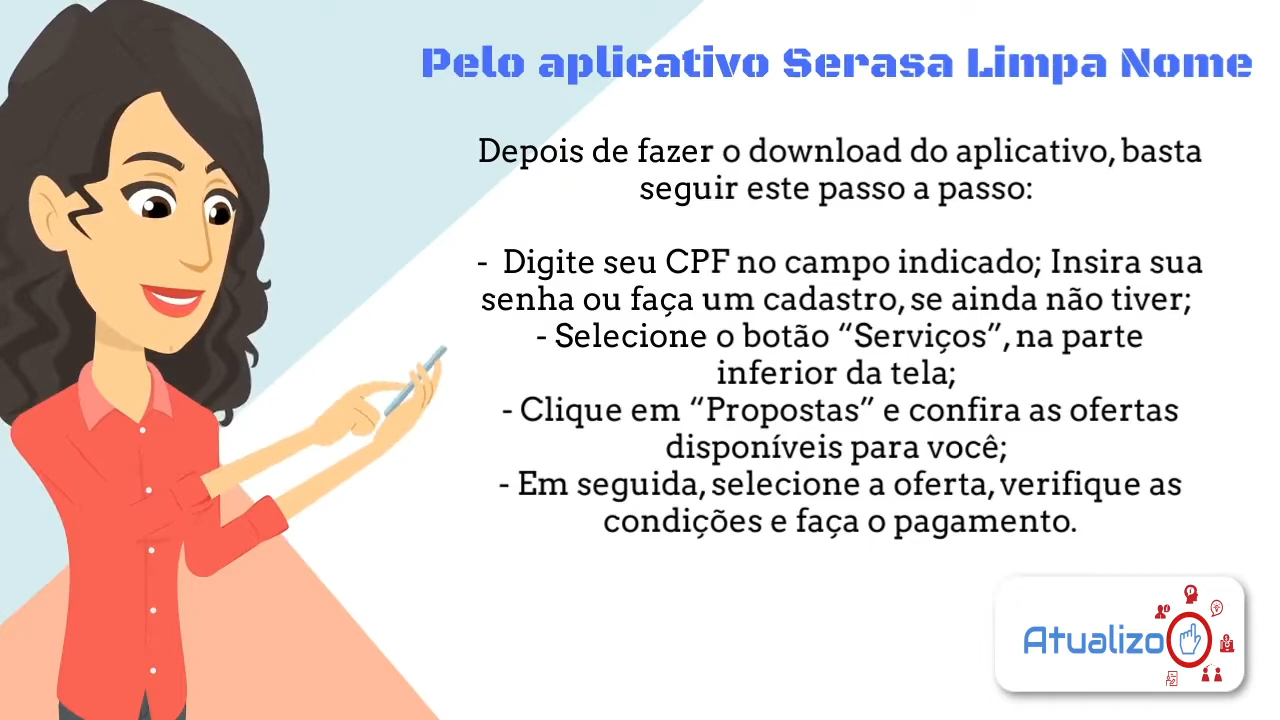 Pelo aplicativo Serasa Limpa Nome
Depois de fazer o download do aplicativo, basta
seguir este passo a passo:
- Digite seu CPF no campo indicado; Insira sua
senha ou faça um cadastro, se ainda não tiver;
- Selecione o botão “Serviços”, na parte
inferior da tela;
- Clique em “Propostas” e confira as ofertas
disponíveis para você;
- Em seguida, selecione a oferta, verifique as
condições e faça o pagamento.
Atualizo